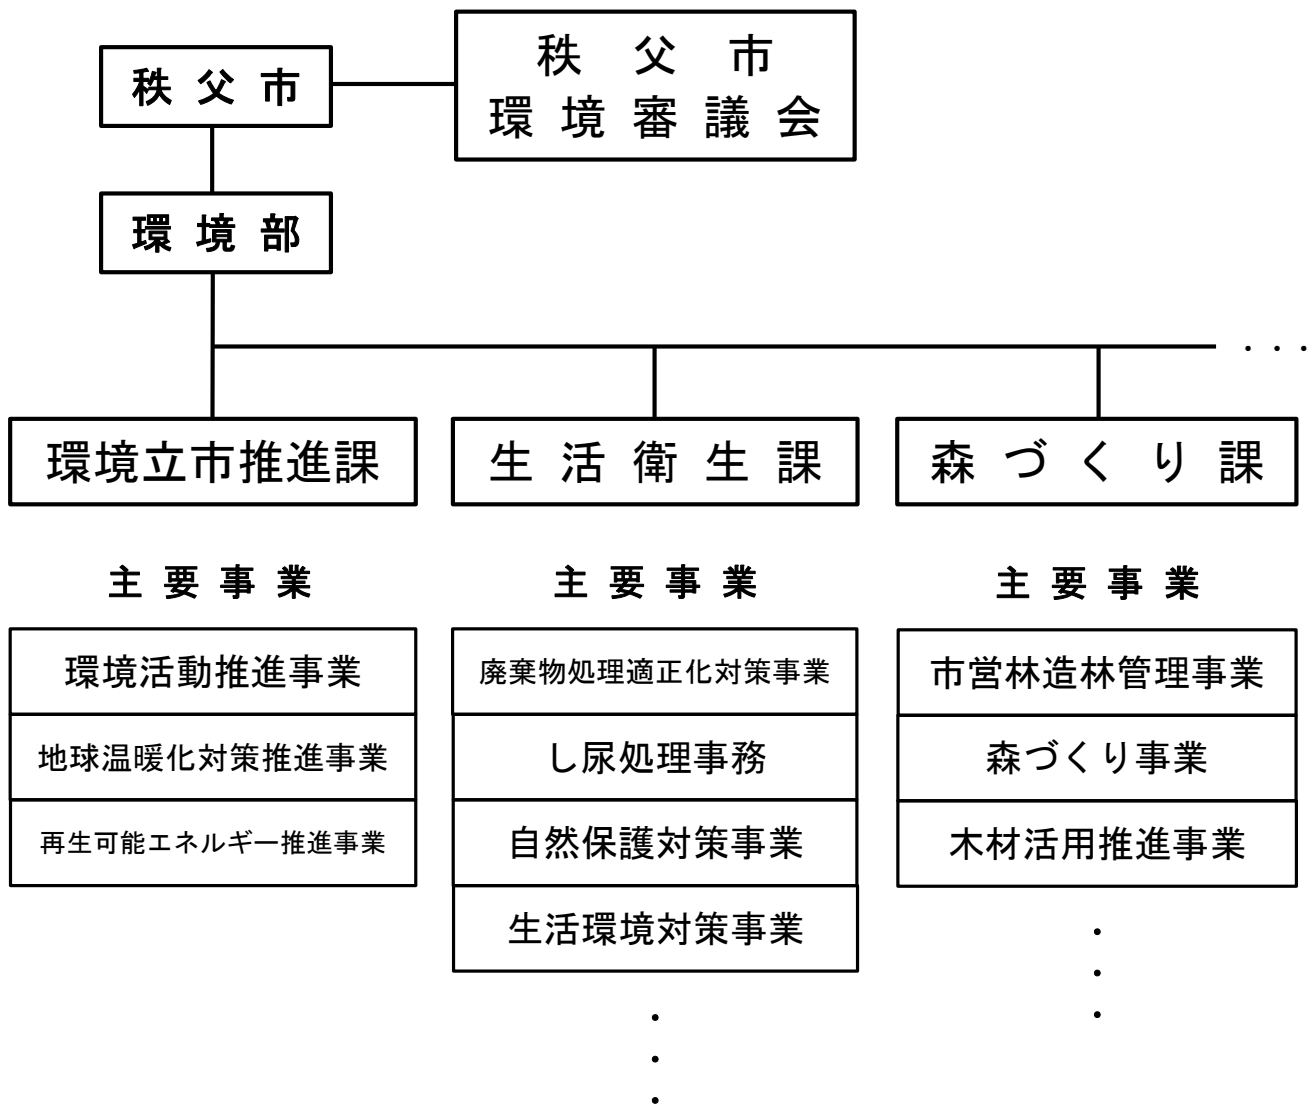 秩父市
秩父市
環境審議会
環境部
・・・
環境立市推進課
生活衛生課
森づくり課
主要事業
環境活動推進事業
地球温暖化対策推進事業
再生可能エネルギー推進事業
主要事業
廃棄物処理適正化対策事業
し尿処理事務
自然保護対策事業
生活環境対策事業
・
・
・
主要事業
市営林造林管理事業
森づくり事業
木材活用推進事業
・
・
・